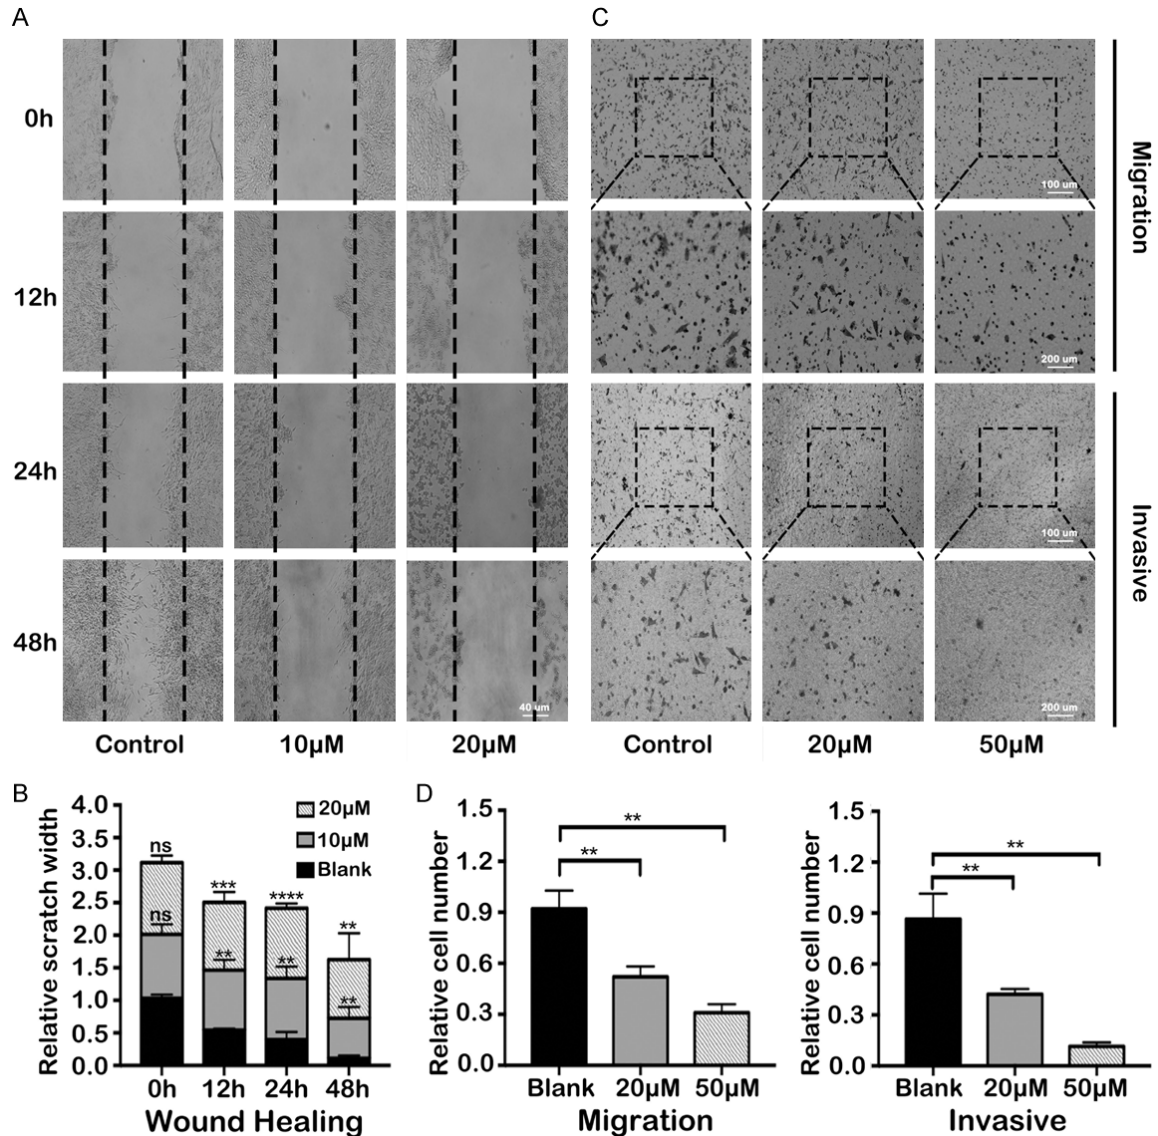 A
C
0h
12h
24h
48h
100 um
200 um
100 um
40 um
200 um
Migration
Invasive
Control
10µM
20µM
Control
20µM
50µM
B
Relative scratch width
4.0
3.5
3.0
2.5
2.0
1.5
1.0
0.5
0.0
20µM
10µM
Blank
ns
ns
***
**
****
**
**
**
0h
12h
24h
48h
Wound Healing
D
Relative cell number
1.5
1.2
0.9
0.6
0.3
0.0
**
**
Blank
20µM
50µM
Migration
Relative cell number
1.5
1.2
0.9
0.6
0.3
0.0
**
**
Blank
20µM
50µM
Invasive